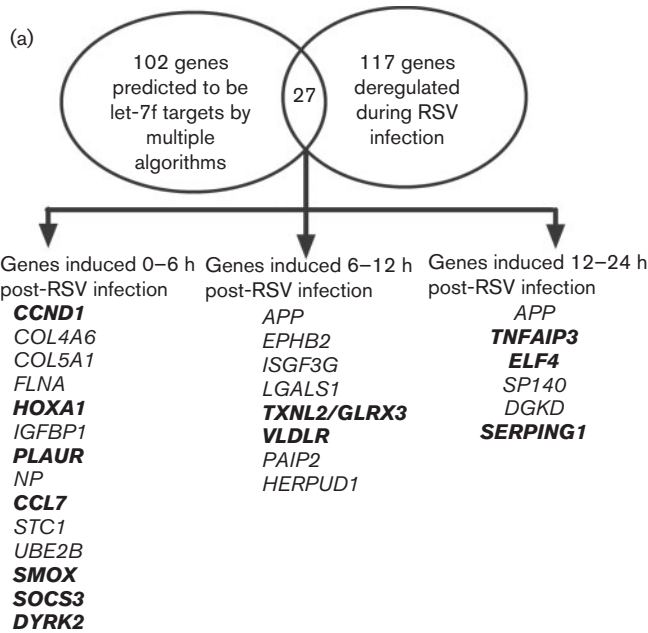 (a)
102 genes
predicted to be
let-7f targets by
multiple
algorithms
27
117 genes
deregulated
during RSV
infection
Genes induced 0–6 h
post-RSV infection
CCND1
COL4A6
COL5A1
FLNA
HOXA1
IGFBP1
PLAUR
NP
CCL7
STC1
UBE2B
SMOX
SOCS3
DYRK2
Genes induced 6–12 h
post-RSV infection
APP
EPHB2
ISGF3G
LGALS1
TXNL2/GLRX3
VLDLR
PAIP2
HERPUD1
Genes induced 12–24 h
post-RSV infection
APP
TNFAIP3
ELF4
SP140
DGKD
SERPING1